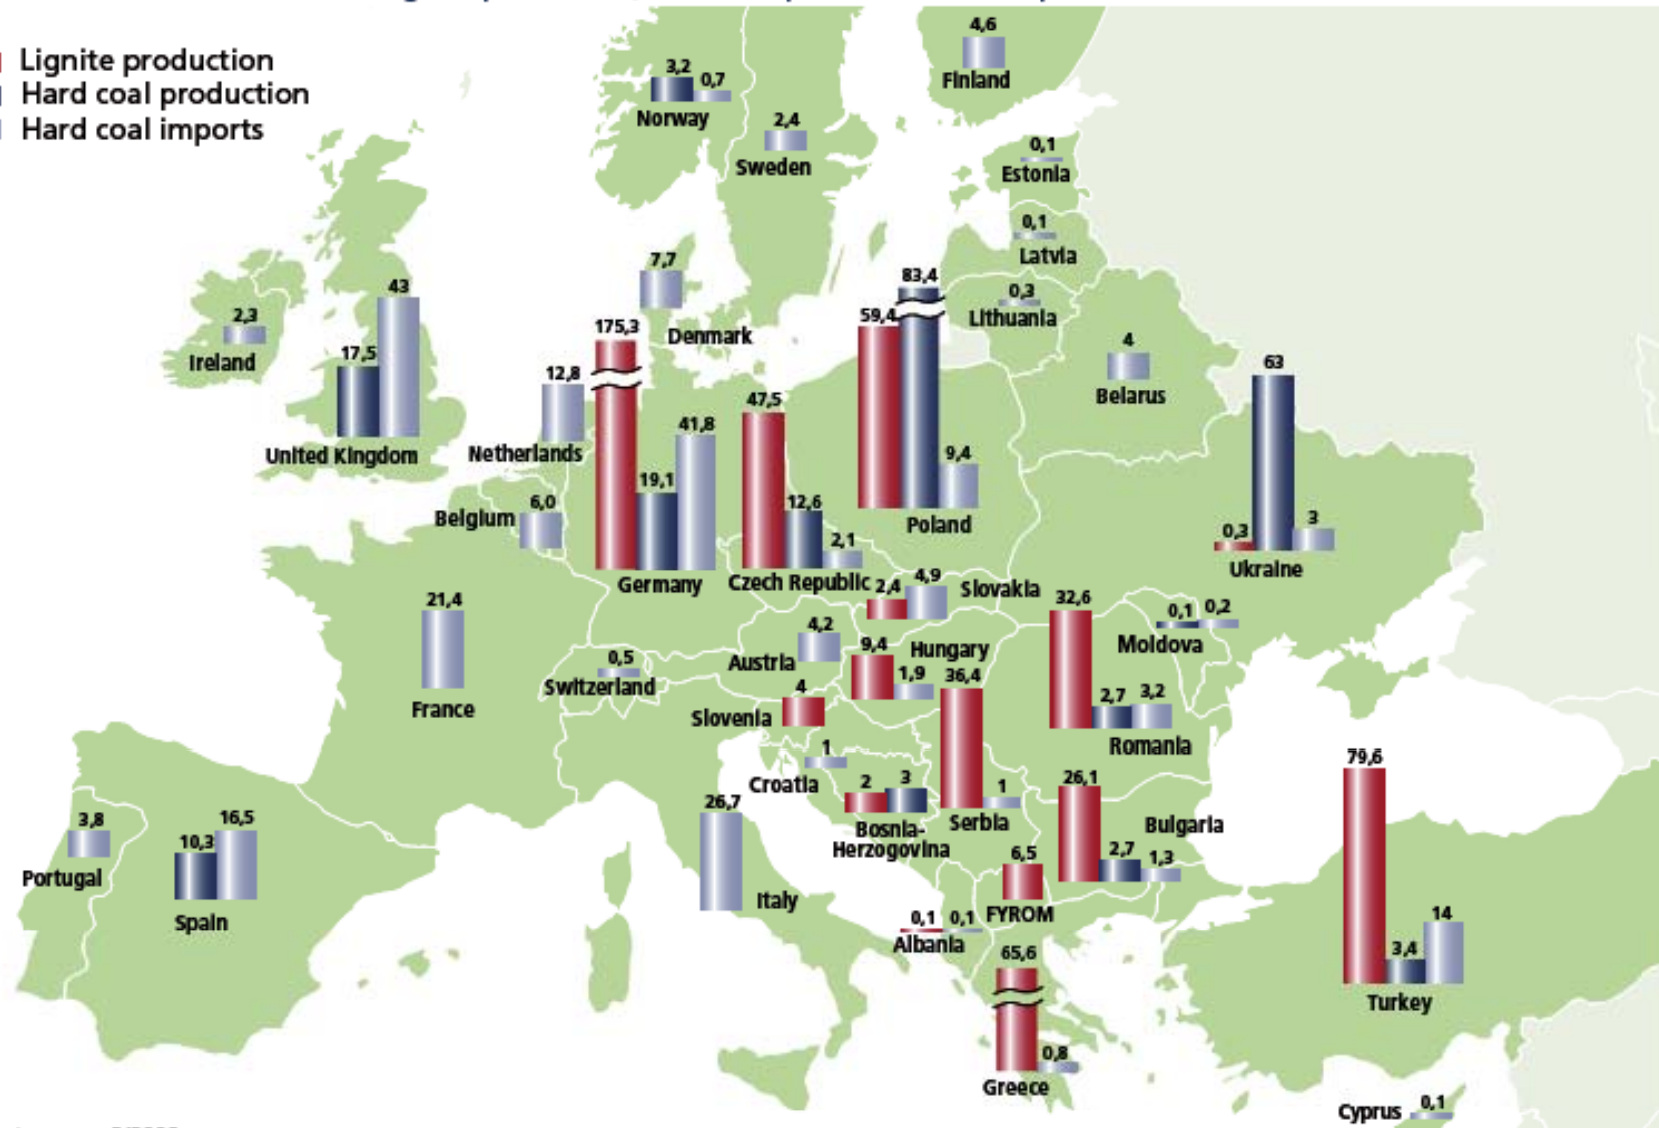 Lignite production
Hard coal production
Hard coal imports
4,6
Finland
3,2
0,7
Norway
2,4
Sweden
0,1
Estonia
0,1
Latvia
0,3
Lithuania
4
Belarus
7,7
Denmark
2,3
Ireland
17,5
43
United Kingdom
12,8
Netherlands
6,0
Belgium
175,3
19,1
41,8
Germany
47,5
12,6
2,1
Czech Republic
59,4
83,4
9,4
Poland
0,3
63
3
Ukraine
2,4
4,9
Slovakia
21,4
France
0,5
Switzerland
4,2
Austria
9,4
1,9
Hungary
4
Slovenia
1
Croatia
2
3
Bosnia-
Herzogovina
36,4
1
Serbia
32,6
2,7
3,2
Romania
0,1
0,2
Moldova
26,1
2,7
1,3
Bulgaria
6,5
FYROM
0,1
0,1
Albania
65,6
0,8
Greece
79,6
3,4
14
Turkey
0,1
Cyprus
26,7
Italy
3,8
Portugal
10,3
16,5
Spain